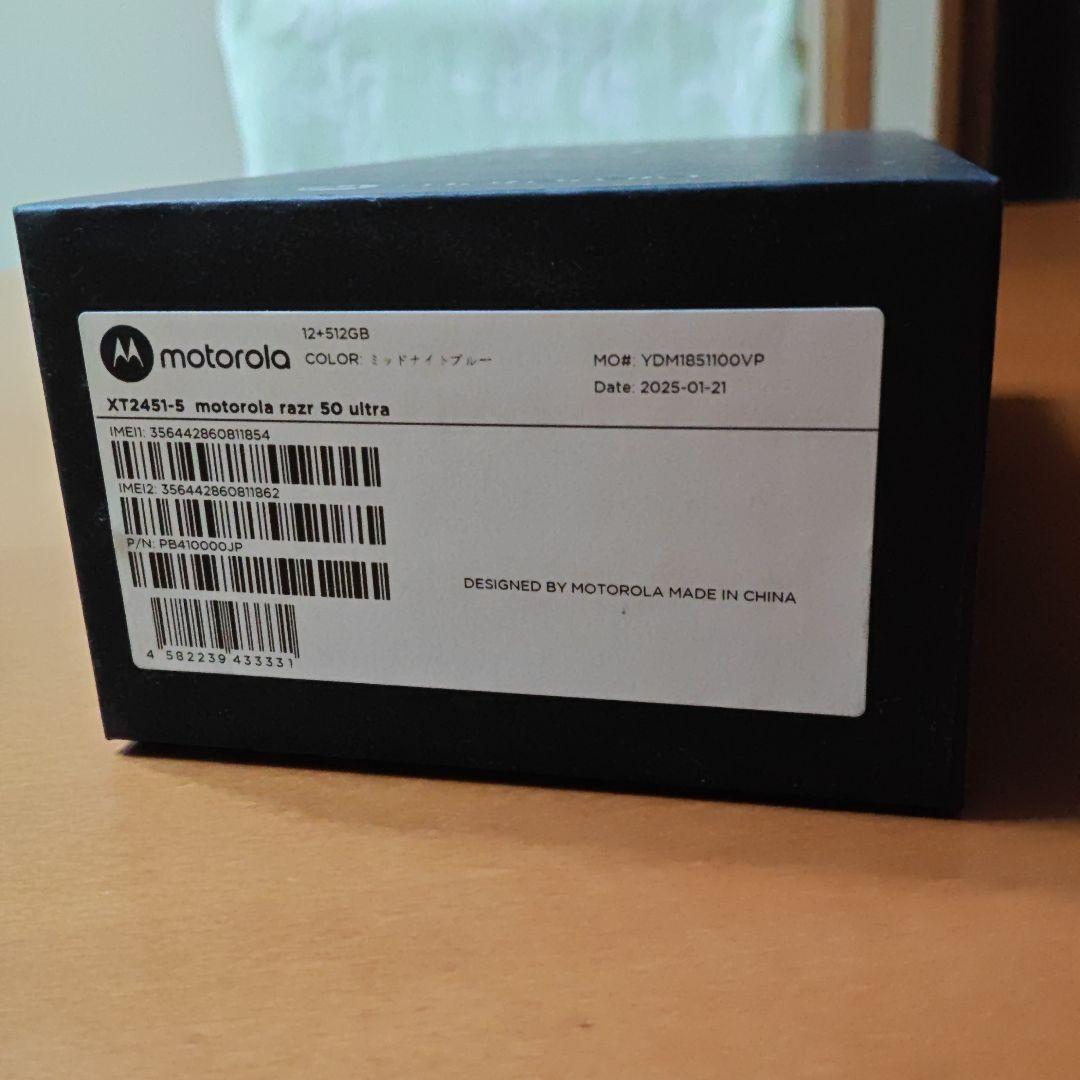 motorola
12+512GB
COLOR: ミッドナイトブルー
MO#: YDM1851100VP
Date: 2025-01-21
XT2451-5 motorola razr 50 ultra
IMEI1: 356442860811854
IMEI2: 356442860811862
P/N: PB410000JP
DESIGNED BY MOTOROLA MADE IN CHINA
4 582239 433331